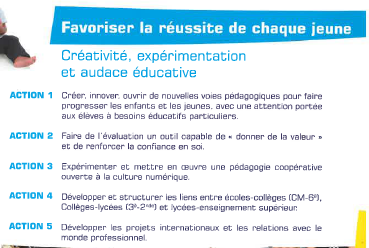 Favoriser la réussite de chaque jeune
Créativité, expérimentation
et audace éducative
ACTION 1 Créer, innover, ouvrir de nouvelles voies pédagogiques pour faire
progresser les enfants et les jeunes, avec une attention portée
aux élèves à besoins éducatifs particuliers.
ACTION 2 Faire de l'évaluation un outil capable de « donner de la valeur »
et de renforcer la confiance en soi.
ACTION 3 Expérimenter et mettre en œuvre une pédagogie coopérative
ouverte à la culture numérique.
ACTION 4 Développer et structurer les liens entre écoles-collèges (CM-6e),
Collèges-lycées (3e-2nde) et lycées-enseignement supérieur.
ACTION 5 Développer les projets internationaux et les relations avec le
monde professionnel.